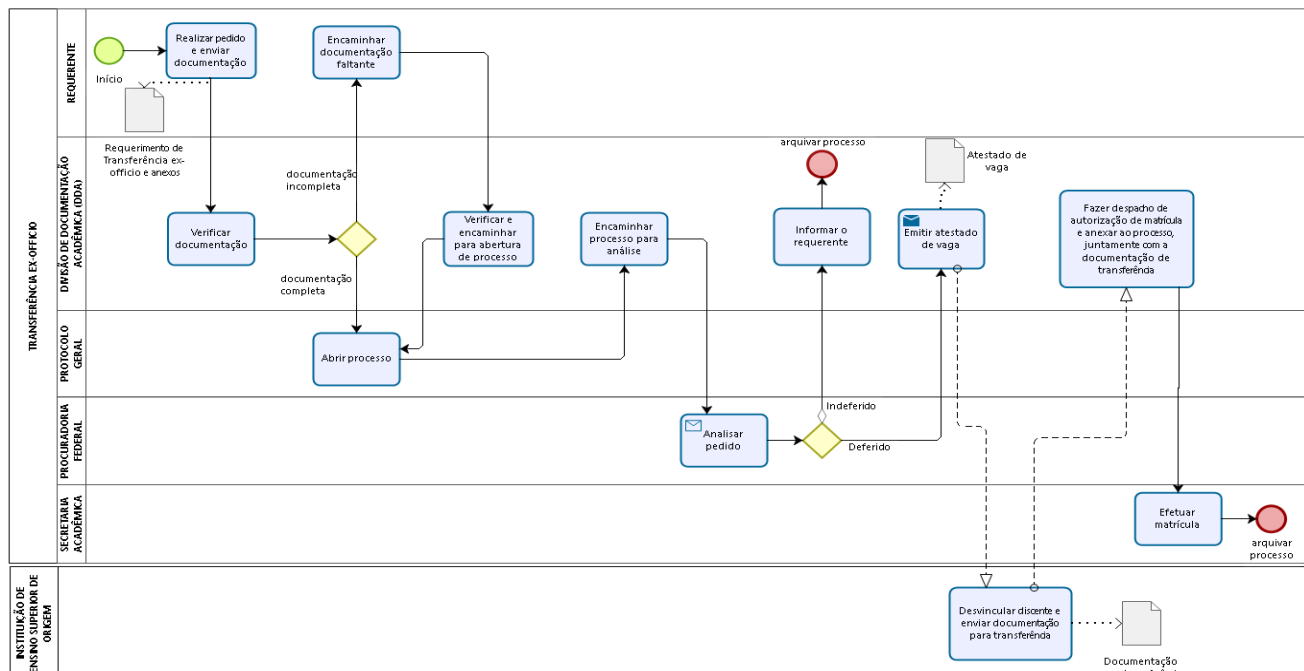 TRANSFERÊNCIA EX-OFFICIO
REQUERENTE
Início
Realizar pedido
e enviar
documentação
Requerimento de
Transferência ex-
officio e anexos
Encaminhar
documentação
faltante
DIVISÃO DE DOCUMENTAÇÃO
ACADÊMICA (DDA)
Verificar
documentação
documentação
incompleta
documentação
completa
Verificar e
encaminhar
para abertura
de processo
Encaminhar
processo para
análise
arquivar processo
Informar o
requerente
Atestado de
vaga
Emitir atestado
de vaga
Fazer despacho de
autorização de matrícula
e anexar ao processo,
juntamente com a
documentação de
transferência
PROTOCOLO
GERAL
Abrir processo
PROCURADORIA
FEDERAL
Analisar
pedido
Indeferido
Deferido
SECRETARIA
ACADÊMICA
Efetuar
matrícula
arquivar
processo
INSTITUIÇÃO DE
ENSINO SUPERIOR DE
ORIGEM
Desvincular discente e
enviar documentação
para transferência
Documentação